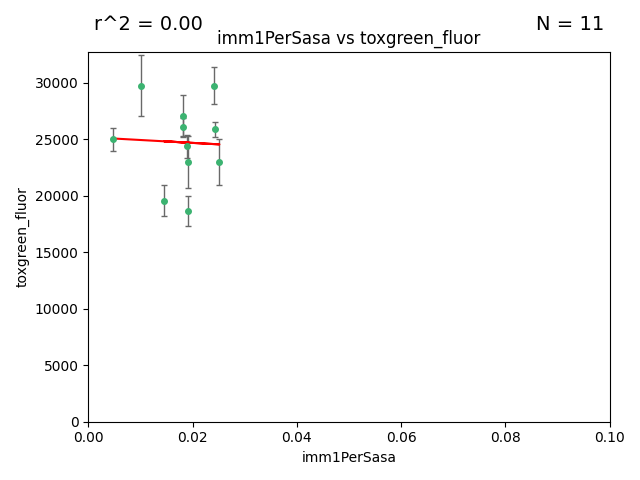 r^2 = 0.00
N = 11
imm1PerSasa vs toxgreen_fluor
30000
25000
20000
15000
10000
5000
0
toxgreen_fluor
0.00 0.02 0.04 0.06 0.08 0.10
imm1PerSasa